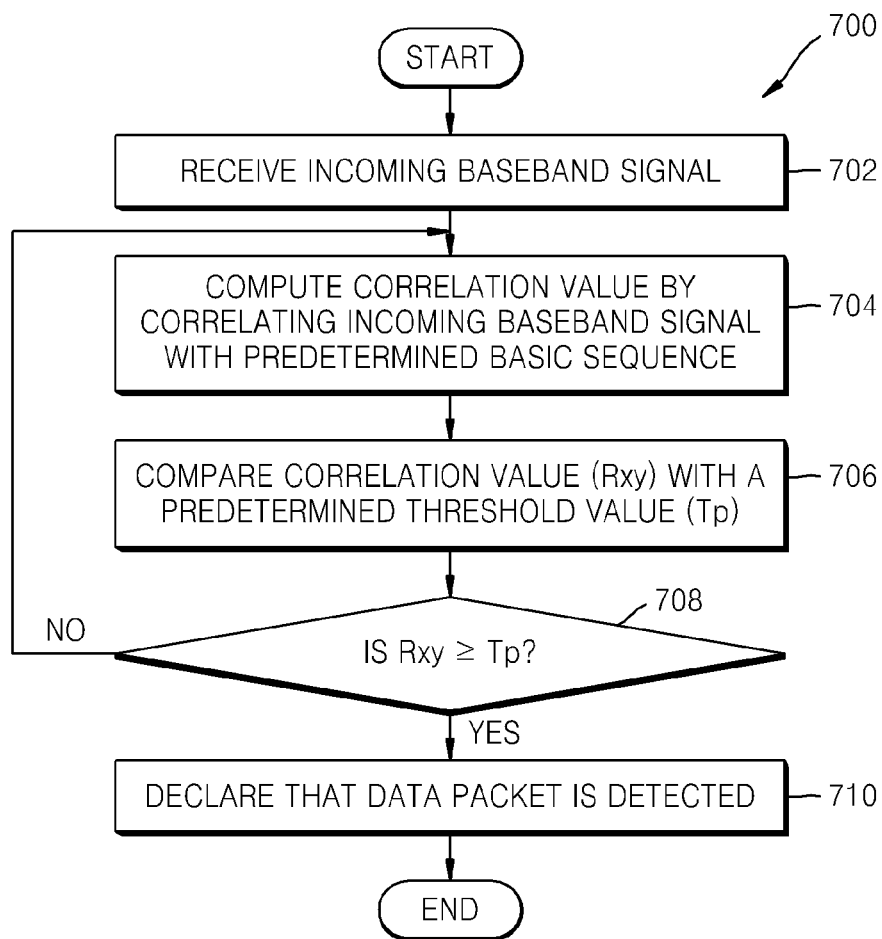 700
START
RECEIVE INCOMING BASEBAND SIGNAL
702
COMPUTE CORRELATION VALUE BY
CORRELATING INCOMING BASEBAND SIGNAL
WITH PREDETERMINED BASIC SEQUENCE
704
COMPARE CORRELATION VALUE (Rxy) WITH A
PREDETERMINED THRESHOLD VALUE (Tp)
706
708
NO
IS Rxy ≥ Tp?
YES
DECLARE THAT DATA PACKET IS DETECTED
710
END